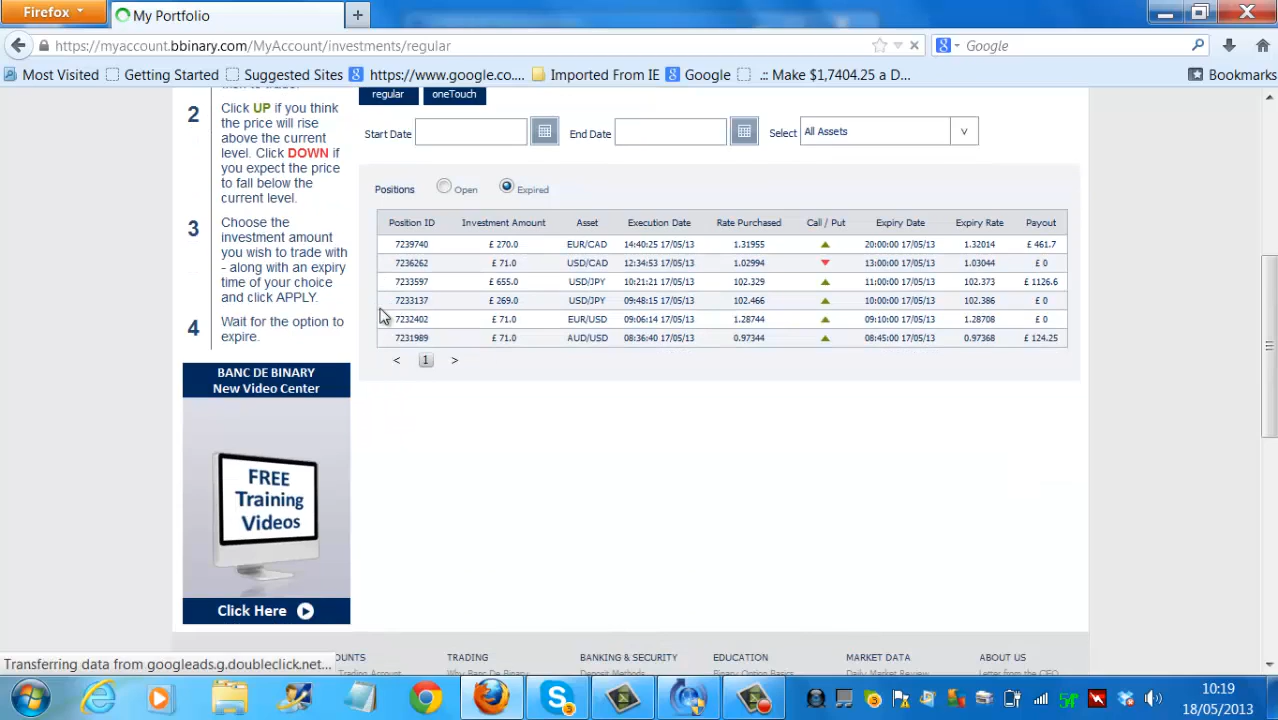 Firefox
My Portfolio
https://myaccount.bbinary.com/MyAccount/investments/regular
Google
Most Visited
Getting Started
Suggested Sites
https://www.google.co....
Imported From IE
Google
.:: Make $1,7404.25 a D...
Bookmarks
2
Click UP if you think
the price will rise
above the current
level. Click DOWN if
you expect the price
to fall below the
current level.
3
Choose the
investment amount
you wish to trade with
- along with an expiry
time of your choice
and click APPLY.
4
Wait for the option to
expire.
BANC DE BINARY
New Video Center
FREE
Training
Videos
Click Here
regular
oneTouch
Start Date
End Date
Select
All Assets
Positions
Open
Expired
Position ID Investment Amount Asset Execution Date Rate Purchased Call / Put Expiry Date Expiry Rate Payout
7239740 £ 270.0 EUR/CAD 14:40:25 17/05/13 1.31955 20:00:00 17/05/13 1.32014 £ 461.7
7236262 £ 71.0 USD/CAD 12:34:53 17/05/13 1.02994 13:00:00 17/05/13 1.03044 £ 0
7233597 £ 655.0 USD/JPY 10:21:21 17/05/13 102.329 11:00:00 17/05/13 102.373 £ 1126.6
7233137 £ 269.0 USD/JPY 09:48:15 17/05/13 102.466 10:00:00 17/05/13 102.386 £ 0
7232402 £ 71.0 EUR/USD 09:06:14 17/05/13 1.28744 09:10:00 17/05/13 1.28708 £ 0
7231989 £ 71.0 AUD/USD 08:36:40 17/05/13 0.97344 08:45:00 17/05/13 0.97368 £ 124.25
< 1 >
TRADING
BANKING & SECURITY
EDUCATION
MARKET DATA
ABOUT US
Transferring data from googleads.g.doubleclick.net...
10:19
18/05/2013